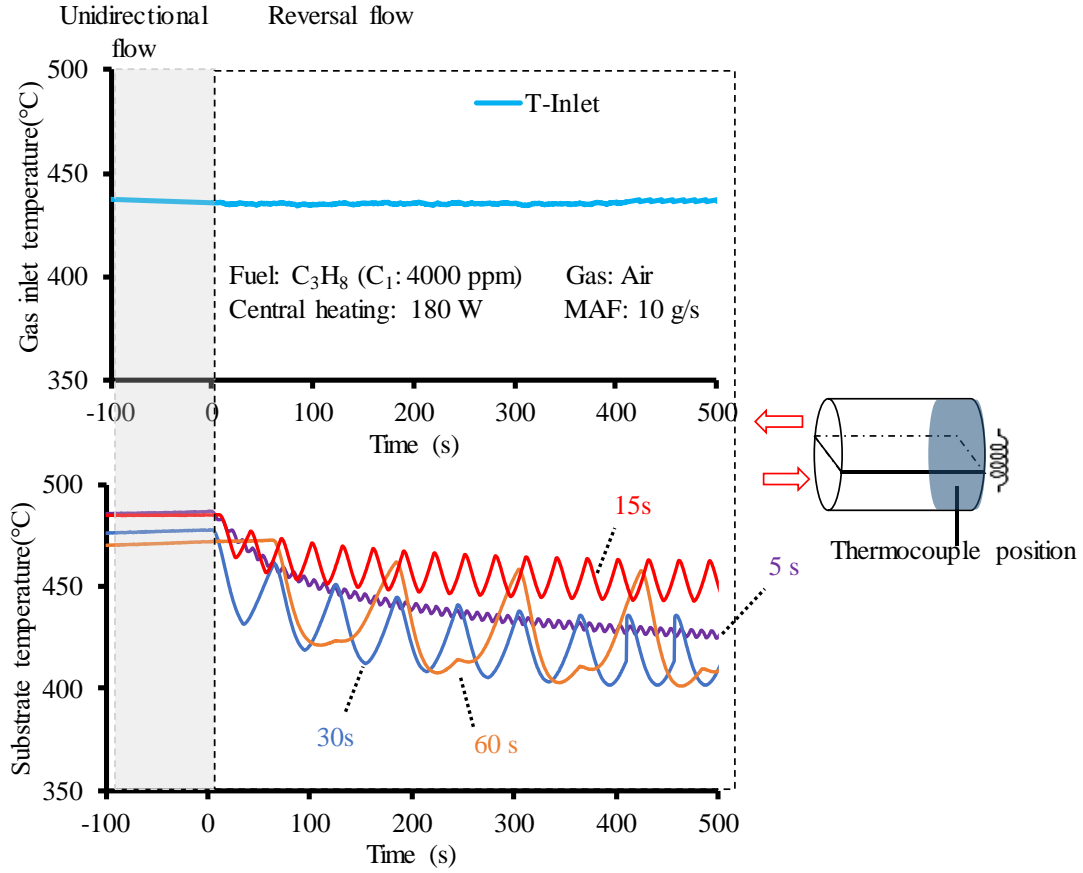 Unidirectional flow
Reversal flow
Gas inlet temperature(°C)
500
450
400
350
T-Inlet
Fuel: C₃H₈ (C₁: 4000 ppm) Gas: Air
Central heating: 180 W MAF: 10 g/s
-100 0 100 200 300 400 500
Time (s)
Substrate temperature(°C)
500
450
400
350
15s
5 s
30s
60 s
-100 0 100 200 300 400 500
Time (s)
Thermocouple position